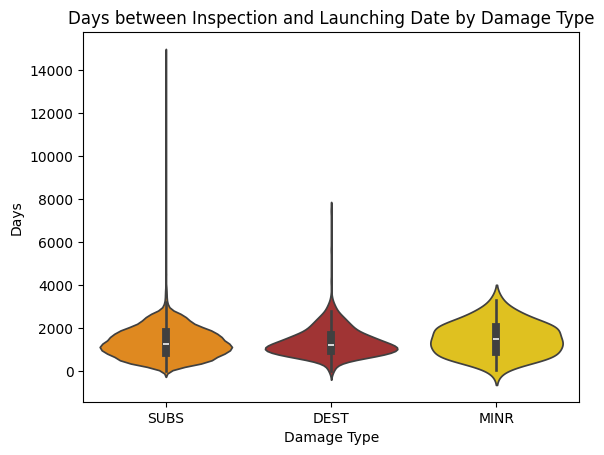 Days between Inspection and Launching Date by Damage Type
14000
12000
10000
8000
6000
4000
2000
0
Days
SUBS DEST MINR
Damage Type